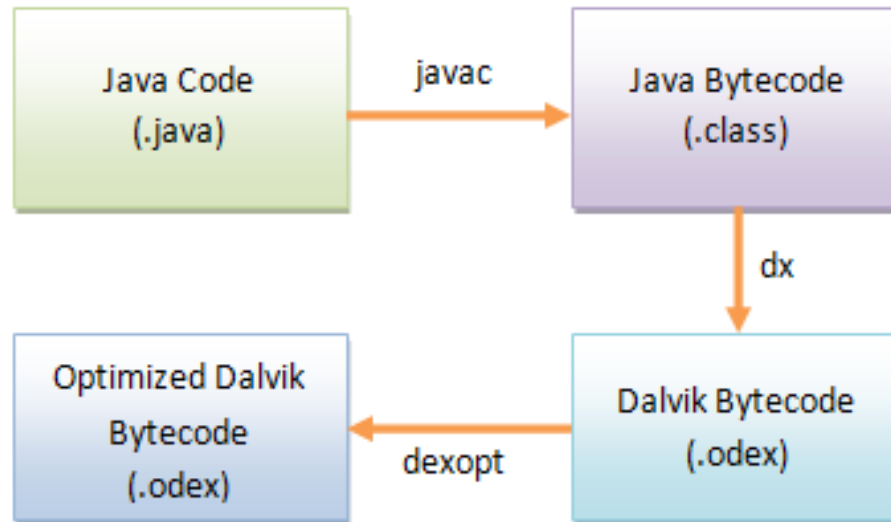 Java Code
(.java)
javac
Java Bytecode
(.class)
dx
Dalvik Bytecode
(.odex)
dexopt
Optimized Dalvik
Bytecode
(.odex)